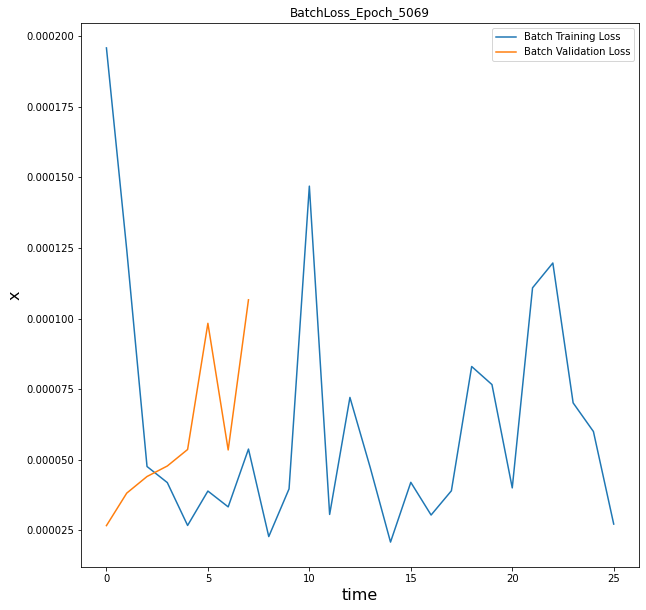 BatchLoss_Epoch_5069
Batch Training Loss
Batch Validation Loss
0.000200
0.000175
0.000150
0.000125
0.000100
0.000075
0.000050
0.000025
x
0 5 10 15 20 25
time